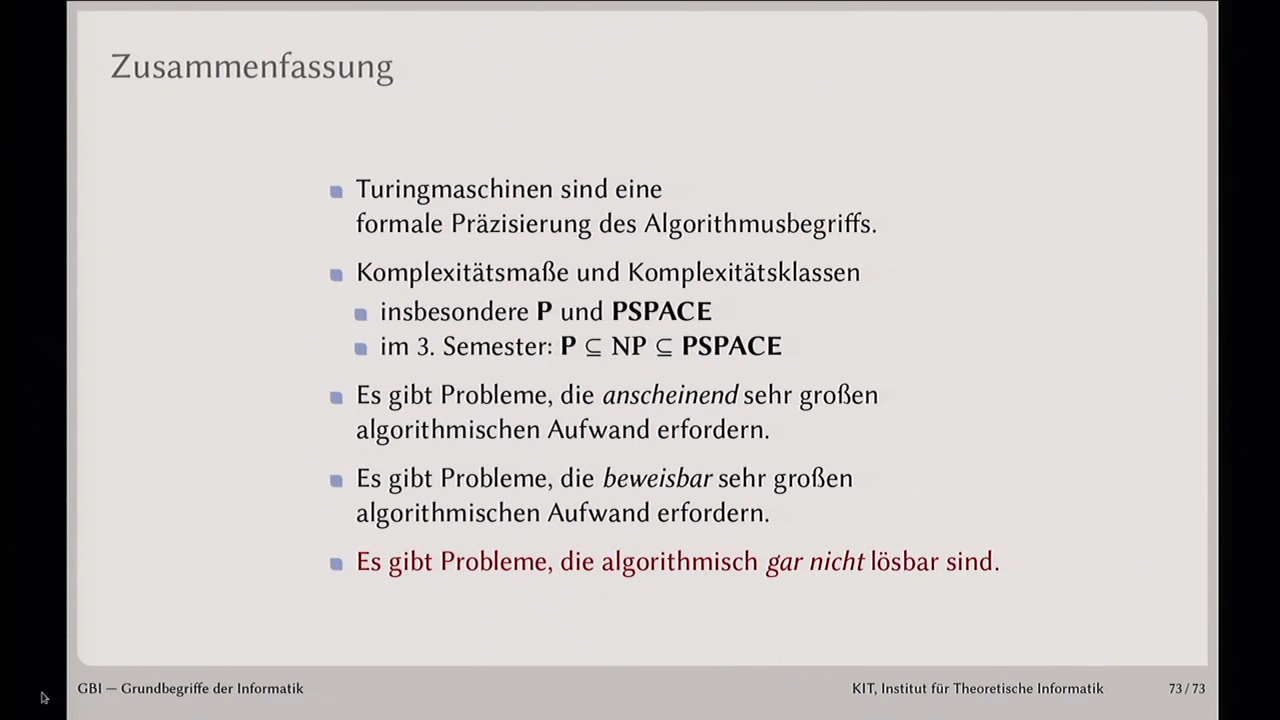 Zusammenfassung
Turingmaschinen sind eine
formale Präzisierung des Algorithmusbegriffs.
Komplexitätsmaße und Komplexitätsklassen
insbesondere P und PSPACE
im 3. Semester: P ⊆ NP ⊆ PSPACE
Es gibt Probleme, die anscheinend sehr großen
algorithmischen Aufwand erfordern.
Es gibt Probleme, die beweisbar sehr großen
algorithmischen Aufwand erfordern.
Es gibt Probleme, die algorithmisch gar nicht lösbar sind.
GBI — Grundbegriffe der Informatik
KIT, Institut für Theoretische Informatik
73 / 73